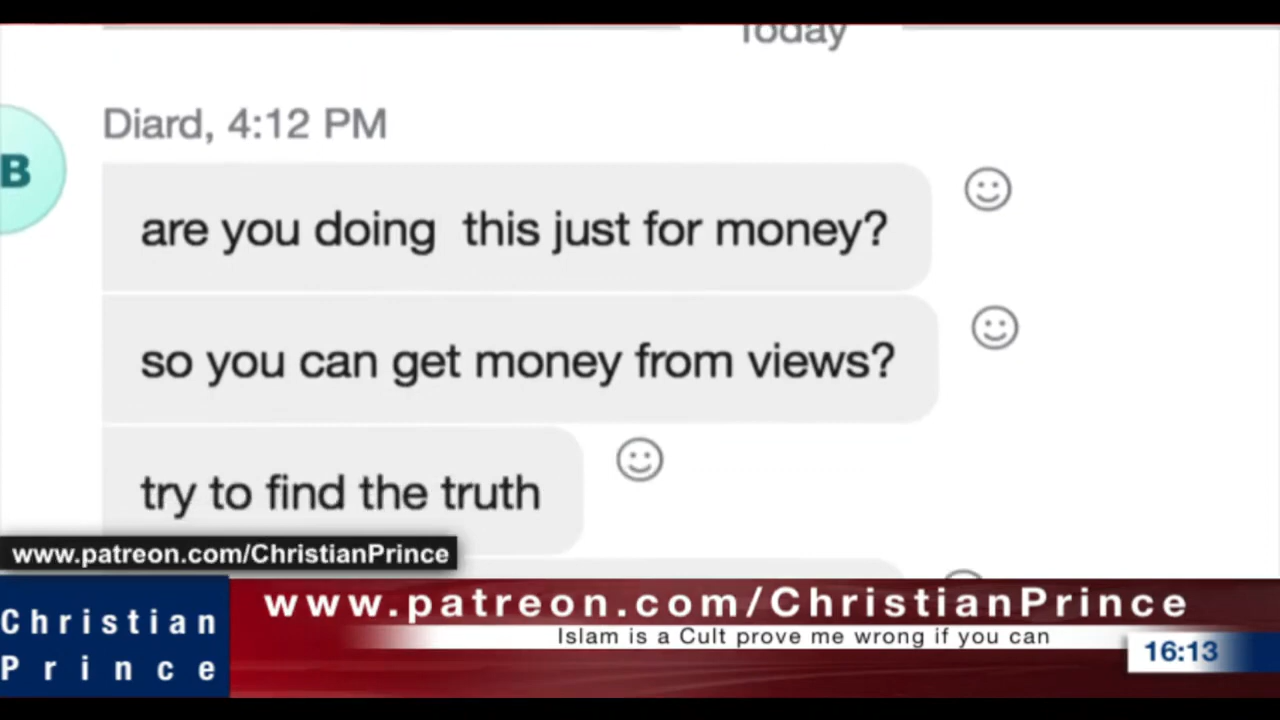 Today
Diard, 4:12 PM
B
are you doing  this just for money?
so you can get money from views?
try to find the truth
www.patreon.com/ChristianPrince
Christian
Prince
www.patreon.com/ChristianPrince
Islam is a Cult prove me wrong if you can
16:13